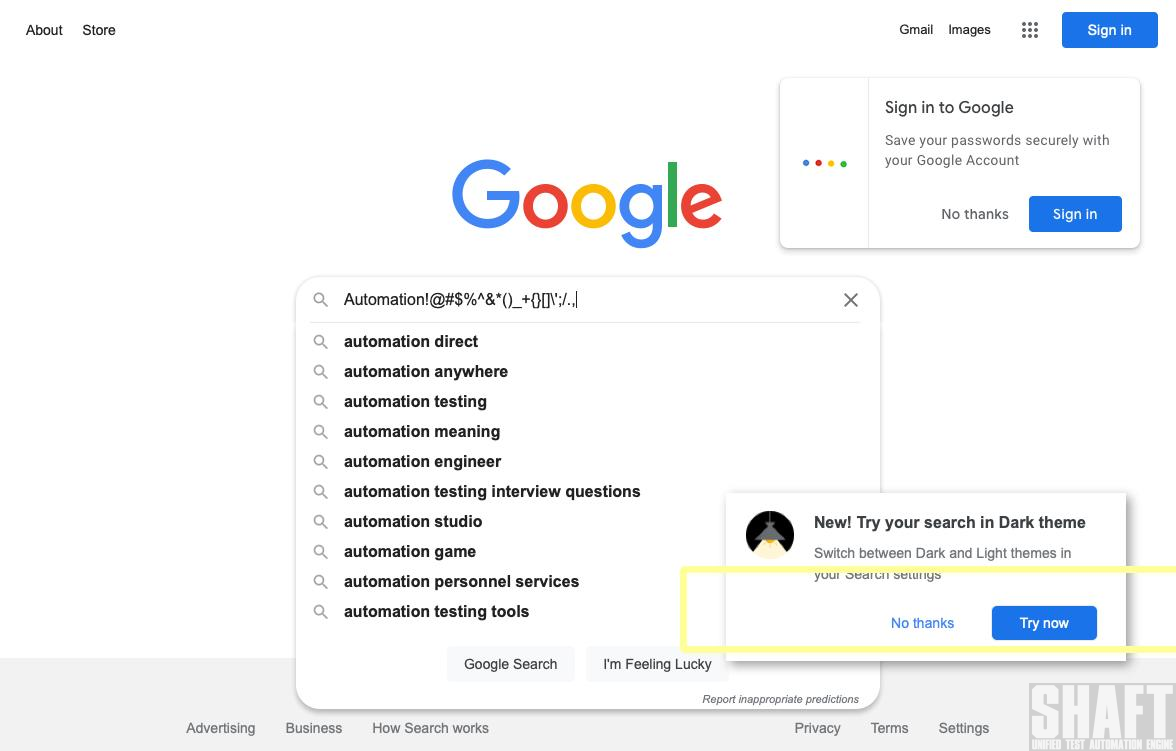 About Store
Gmail Images Sign in
Sign in to Google
Save your passwords securely with
your Google Account
No thanks Sign in
Google
Automation!@#$%^&*()_+{}[]\';/.,
automation direct
automation anywhere
automation testing
automation meaning
automation engineer
automation testing interview questions
automation studio
automation game
automation personnel services
automation testing tools
New! Try your search in Dark theme
Switch between Dark and Light themes in
your Search settings
No thanks Try now
Google Search I'm Feeling Lucky
Report inappropriate predictions
Advertising Business How Search works
Privacy Terms Settings
SHAFT
UNIFIED TEST AUTOMATION ENGINE